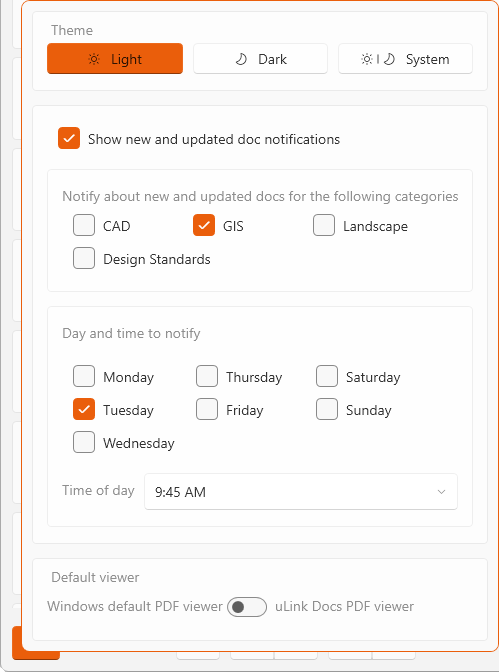 Theme
Light Dark System
Show new and updated doc notifications
Notify about new and updated docs for the following categories
CAD GIS Landscape
Design Standards
Day and time to notify
Monday Thursday Saturday
Tuesday Friday Sunday
Wednesday
Time of day 9:45 AM
Default viewer
Windows default PDF viewer uLink Docs PDF viewer